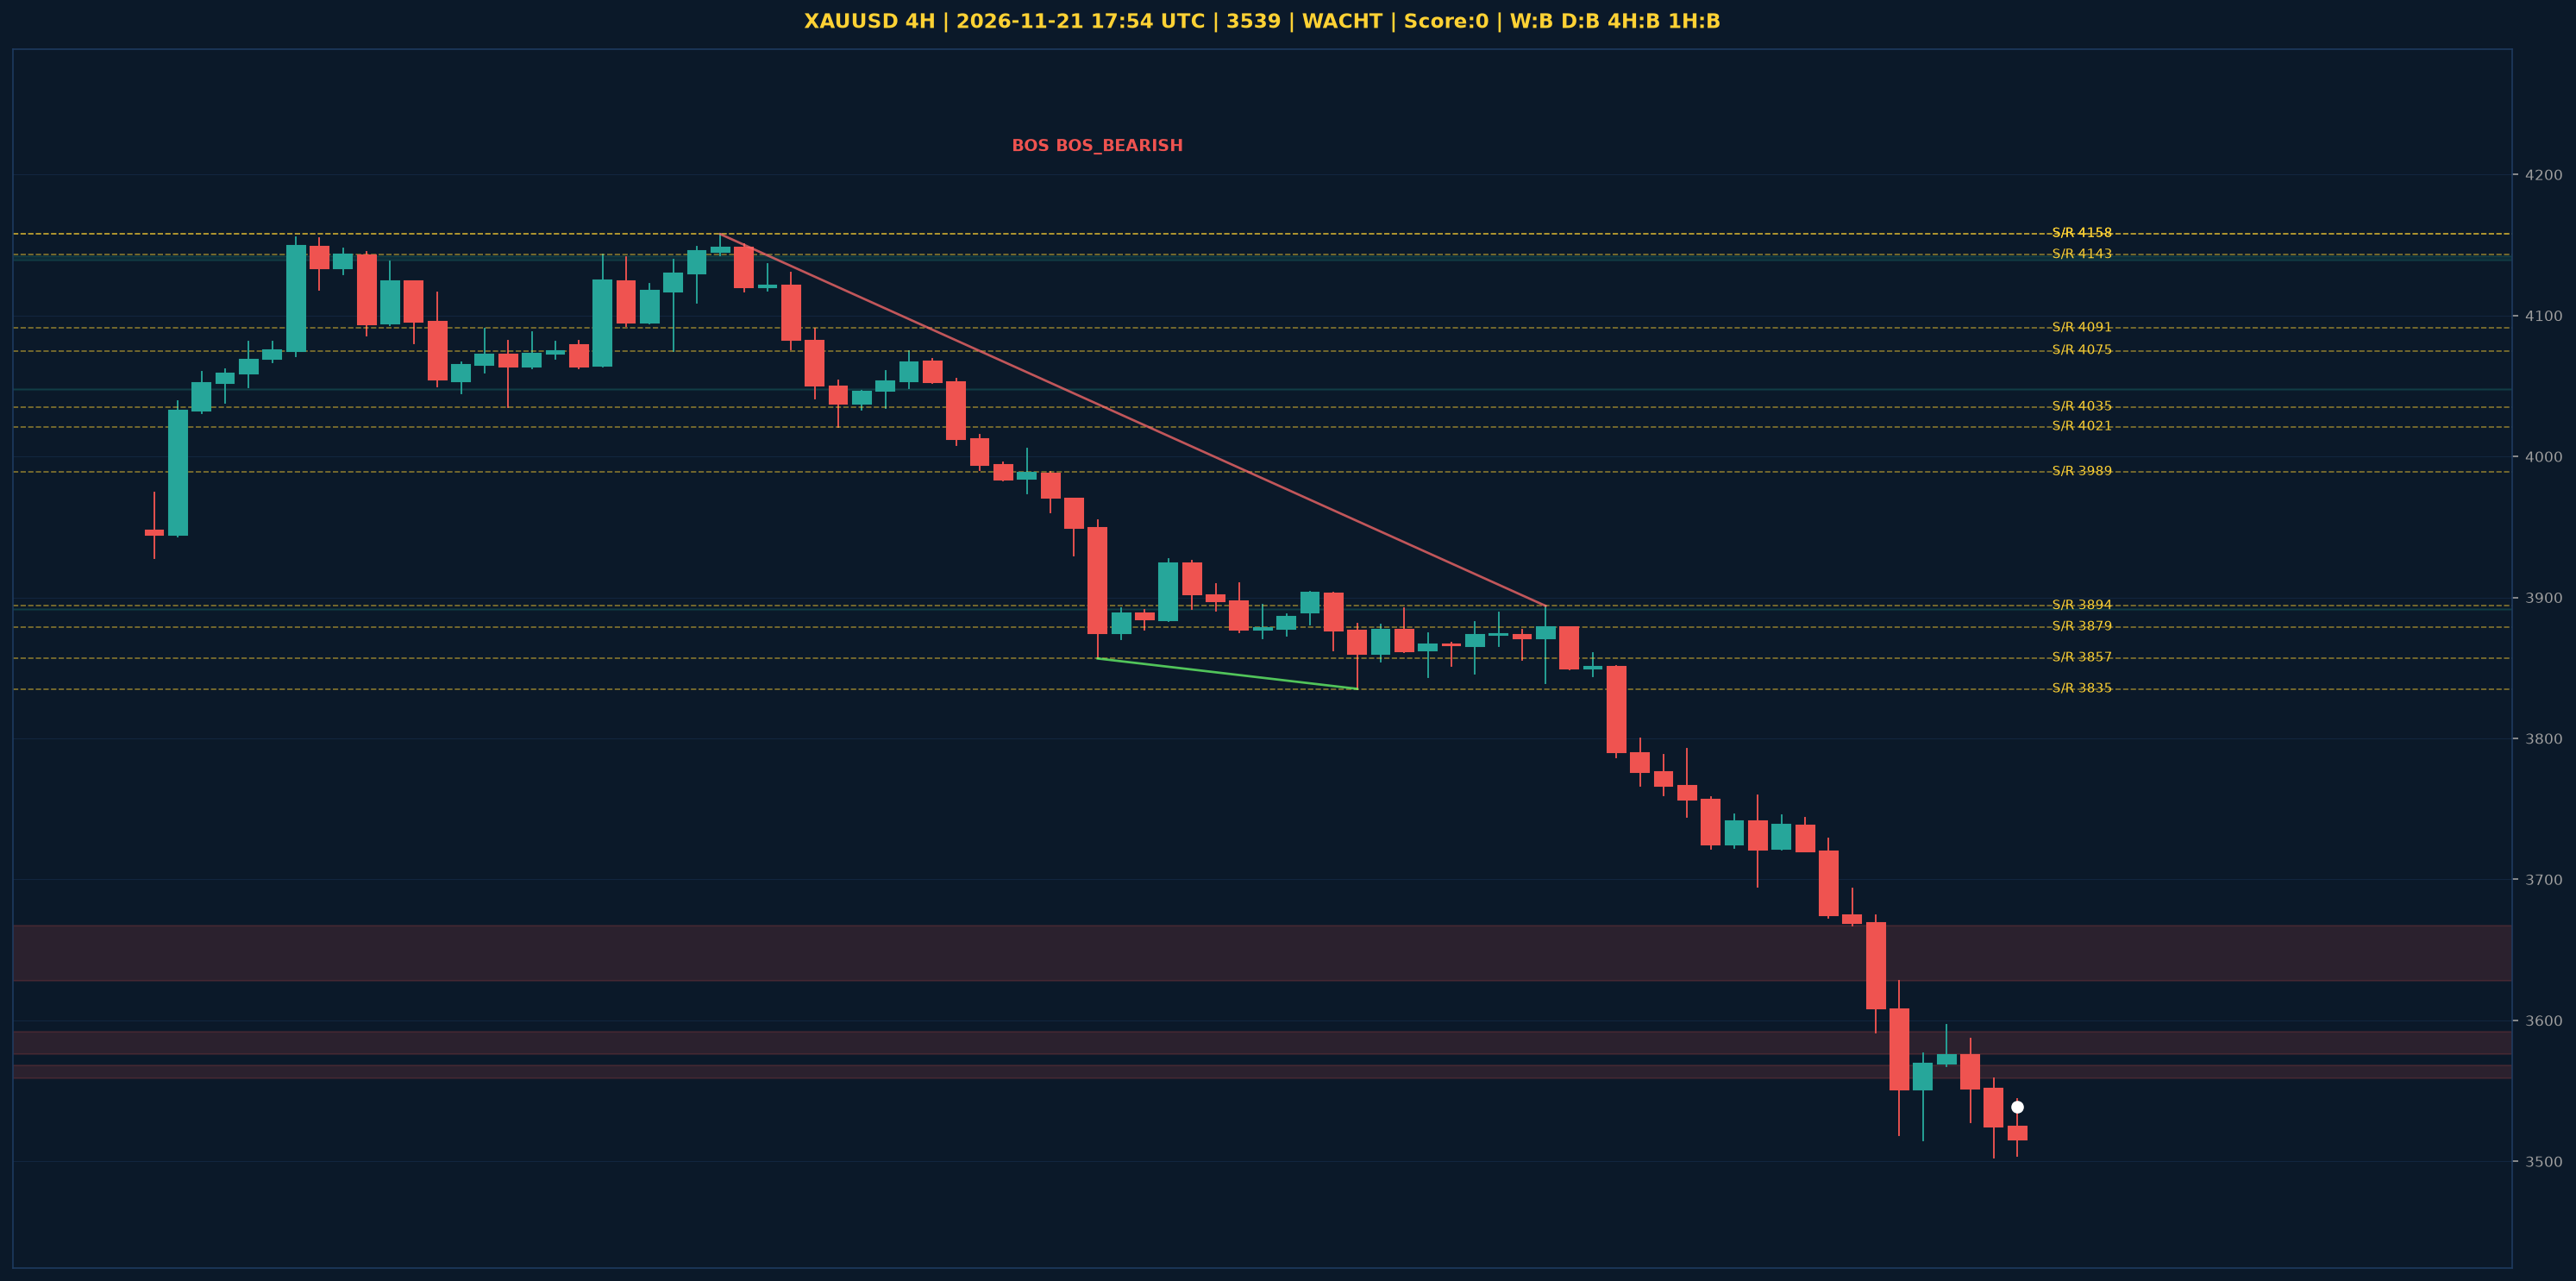 XAUUSD 4H | 2026-11-21 17:54 UTC | 3539 | WACHT | Score:0 | W:B D:B 4H:B 1H:B
BOS BOS_BEARISH
4200
S/R 4158
S/R 4143
4100
S/R 4091
S/R 4075
S/R 4035
S/R 4021
4000
S/R 3989
3900
S/R 3894
S/R 3879
S/R 3857
S/R 3835
3800
3700
3600
3500